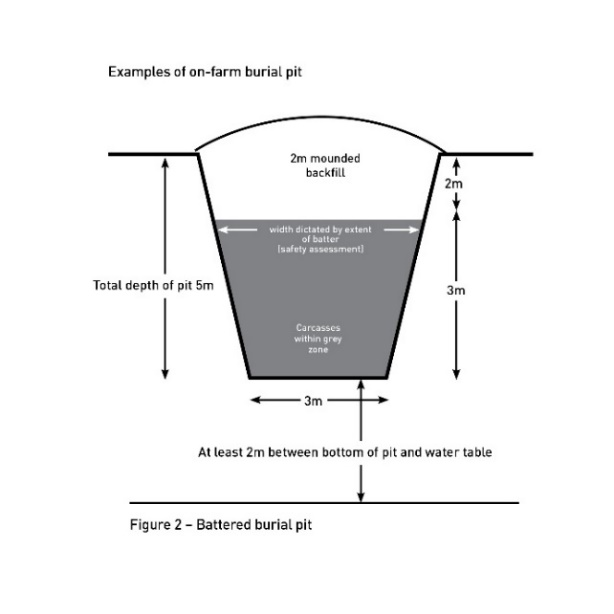 Examples of on-farm burial pit
2m mounded
backfill
2m
width dictated by extent
of batter
(safety assessment)
Total depth of pit 5m
3m
Carcasses
within grey
zone
3m
At least 2m between bottom of pit and water table
Figure 2 – Battered burial pit